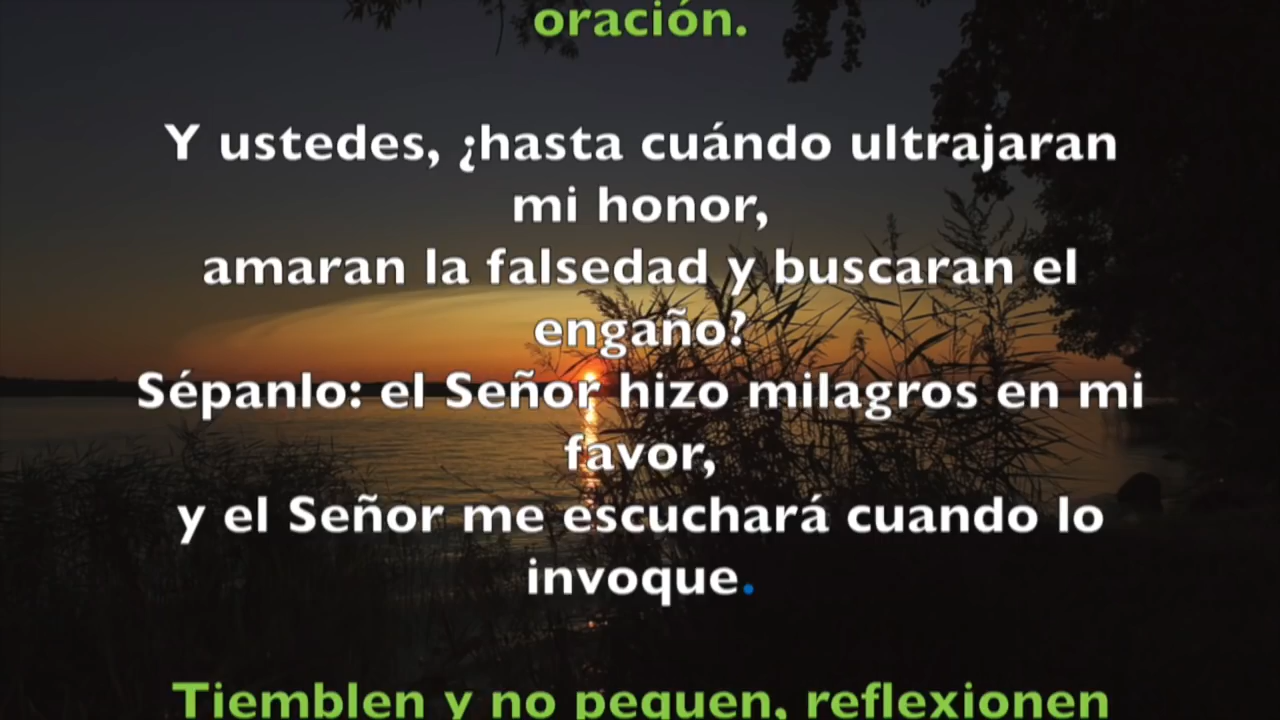 oración.
Y ustedes, ¿hasta cuándo ultrajaran
mi honor,
amaran la falsedad y buscaran el
engaño?
Sépanlo: el Señor hizo milagros en mi
favor,
y el Señor me escuchará cuando lo
invoque.
Tiemblen y no pequen, reflexionen